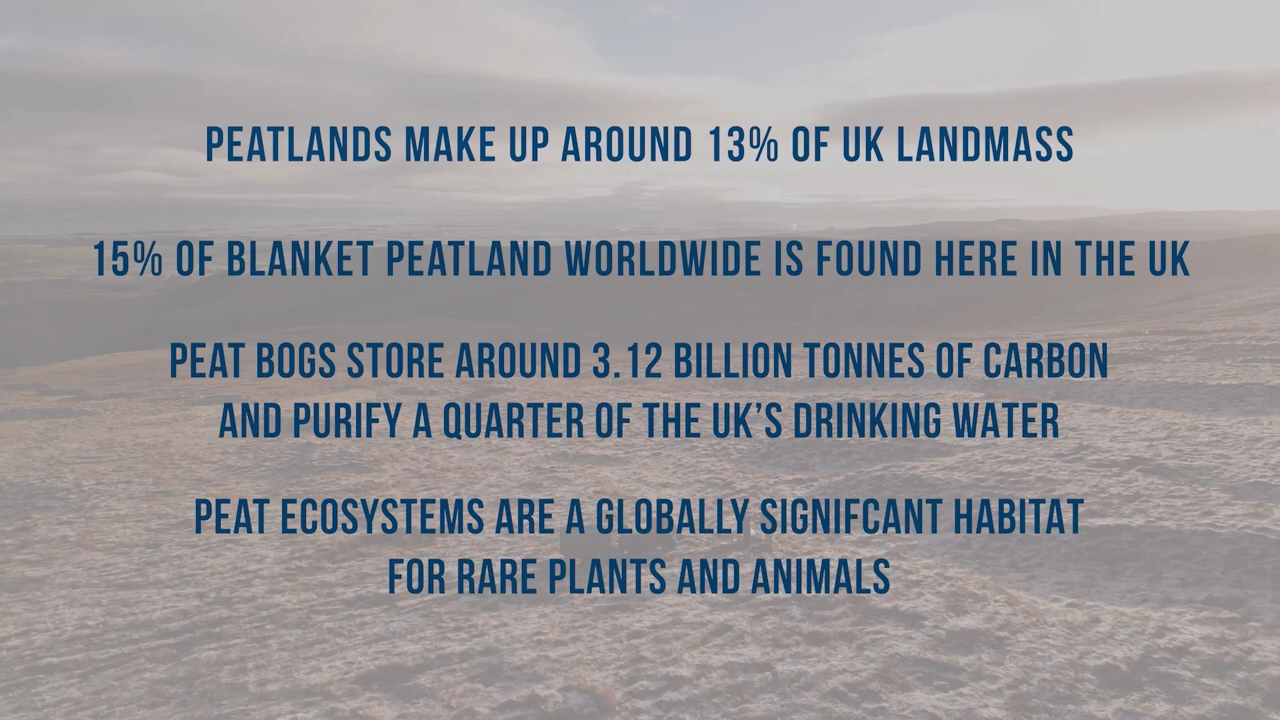 PEATLANDS MAKE UP AROUND 13% OF UK LANDMASS
15% OF BLANKET PEATLAND WORLDWIDE IS FOUND HERE IN THE UK
PEAT BOGS STORE AROUND 3.12 BILLION TONNES OF CARBON
AND PURIFY A QUARTER OF THE UK’S DRINKING WATER
PEAT ECOSYSTEMS ARE A GLOBALLY SIGNIFCANT HABITAT
FOR RARE PLANTS AND ANIMALS